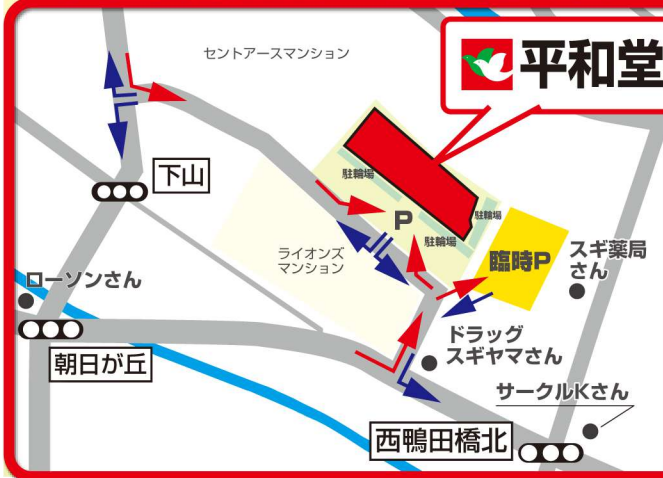 セントアースマンション
平和堂
下山
駐輪場
P
駐輪場
駐輪場
ライオンズ
マンション
臨時P
スギ薬局
さん
ローソンさん
朝日が丘
ドラッグ
スギヤマさん
サークルKさん
西鴨田橋北